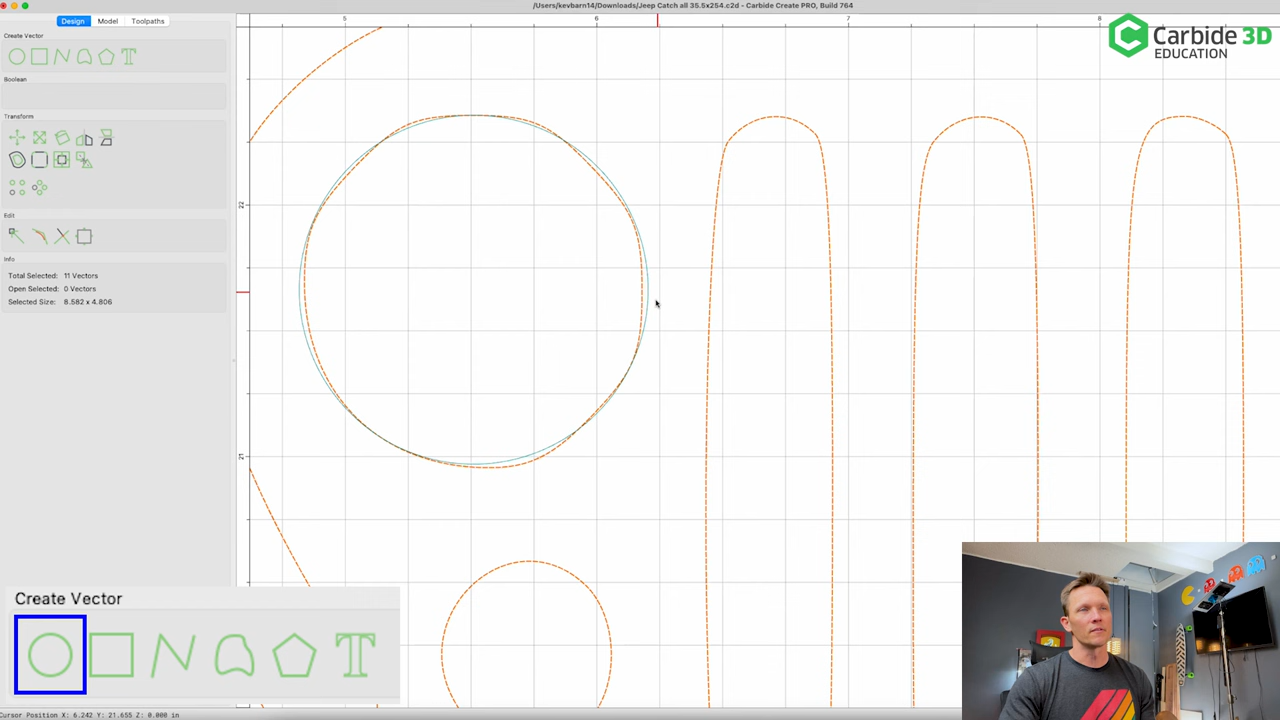 /Users/kevbarn14/Downloads/Jeep Catch all 35.5x254.c2d - Carbide Create PRO, Build 764
Design Model Toolpaths
5 6 7 8
Carbide 3D
EDUCATION
Create Vector
T
Boolean
Transform
22
Edit
Info
Total Selected: 11 Vectors
Open Selected: 0 Vectors
Selected Size: 8.582 x 4.806
21
Create Vector
T
Cursor Position X: 6.242 Y: 21.655 Z: 0.000 in